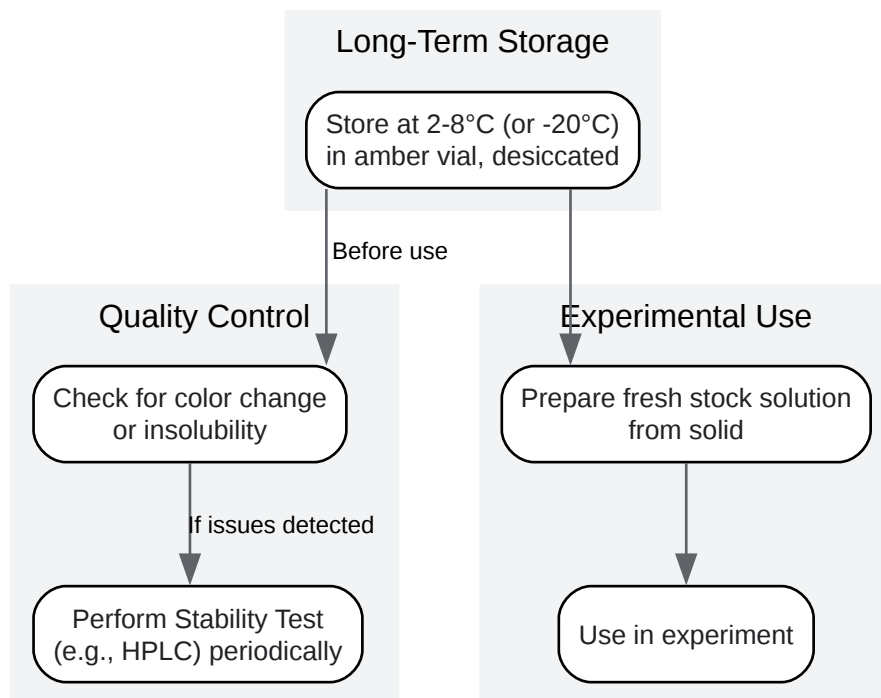 Long-Term Storage
Store at 2-8°C (or -20°C)
in amber vial, desiccated
Before use
Quality Control
Check for color change
or insolubility
If issues detected
Perform Stability Test
(e.g., HPLC) periodically
Experimental Use
Prepare fresh stock solution
from solid
Use in experiment